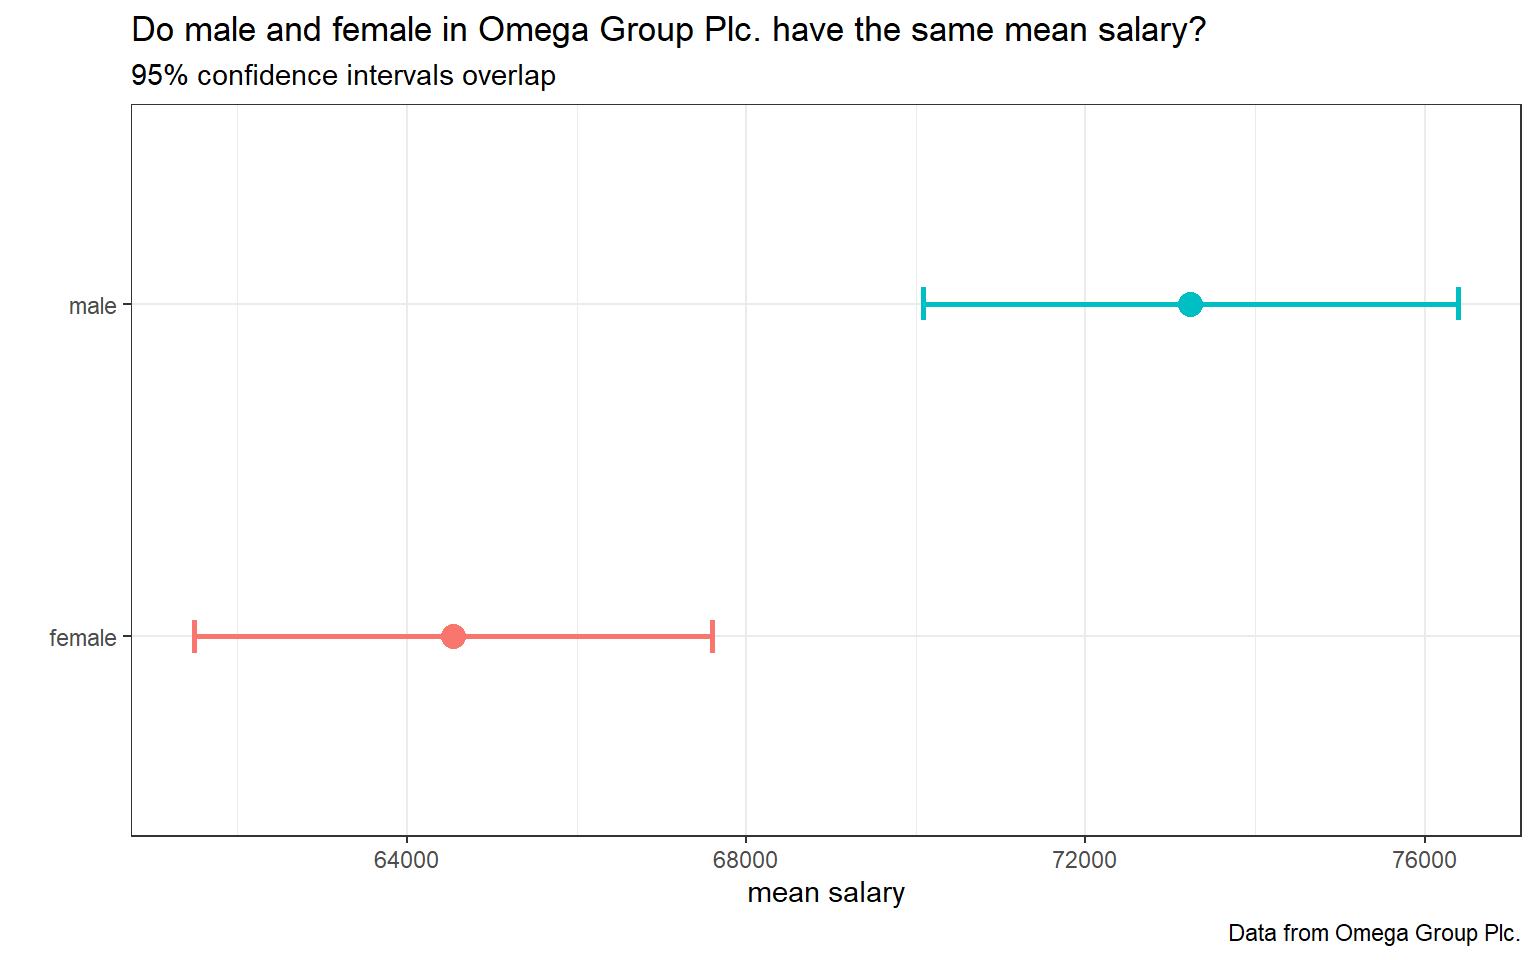 Do male and female in Omega Group Plc. have the same mean salary?
95% confidence intervals overlap
male
female
64000 68000 72000 76000
mean salary
Data from Omega Group Plc.